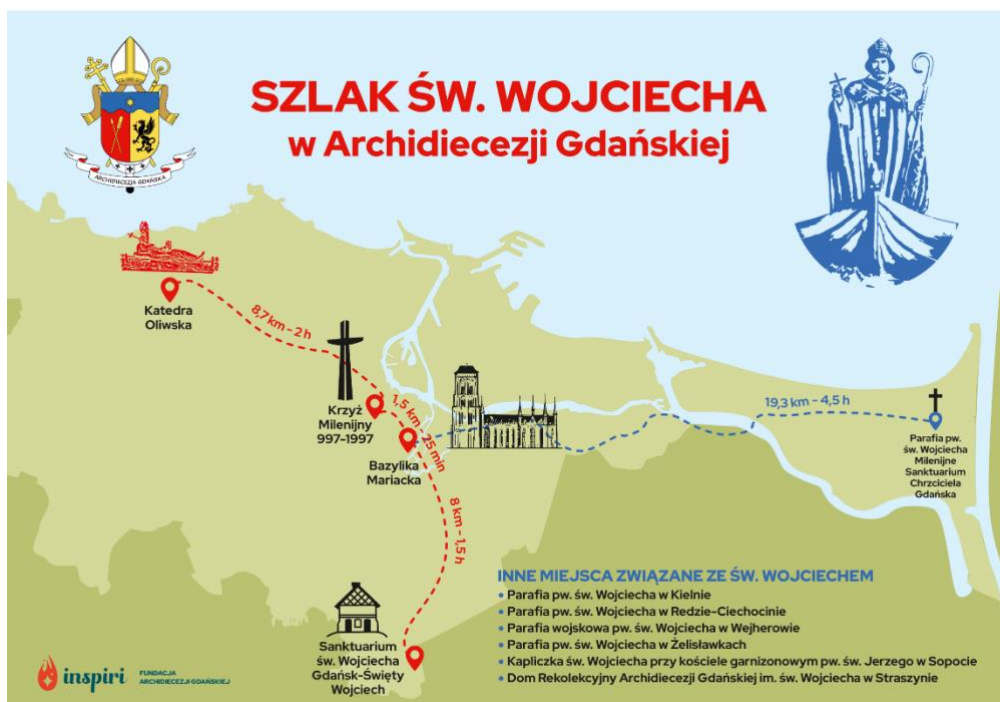 SZLAK ŚW. WOJCIECHA
w Archidiecezji Gdańskiej
ARCHIDIECEZJA GDAŃSKA
Katedra
Oliwska
8,7 km - 2 h
Krzyż
Milenijny
997-1997
1,5 km - 25 min
Bazylika
Mariacka
19,3 km - 4,5 h
Parafia pw.
św. Wojciecha
Milenijne
Sanktuarium
Chrzciciela
Gdańska
8 km - 1,5 h
Sanktuarium
św. Wojciecha
Gdańsk-Święty
Wojciech
INNE MIEJSCA ZWIĄZANE ZE ŚW. WOJCIECHEM
• Parafia pw. św. Wojciecha w Kielnie
• Parafia pw. św. Wojciecha w Redzie-Ciechocinie
• Parafia wojskowa pw. św. Wojciecha w Wejherowie
• Parafia pw. św. Wojciecha w Żelisławkach
• Kapliczka św. Wojciecha przy kościele garnizonowym pw. św. Jerzego w Sopocie
• Dom Rekolekcyjny Archidiecezji Gdańskiej im. św. Wojciecha w Straszynie
inspiri
FUNDACJA
ARCHIDIECEZJI GDAŃSKIEJ